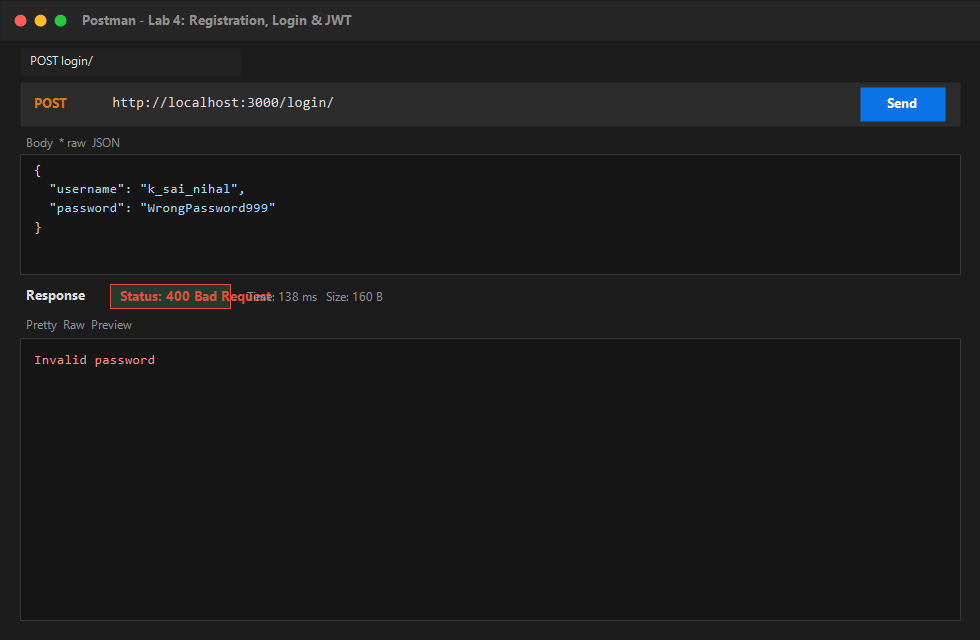 Postman - Lab 4: Registration, Login & JWT
POST login/
POST http://localhost:3000/login/ Send
Body * raw JSON
{
"username": "k_sai_nihal",
"password": "WrongPassword999"
}
Response Status: 400 Bad Request Time: 138 ms Size: 160 B
Pretty Raw Preview
Invalid password